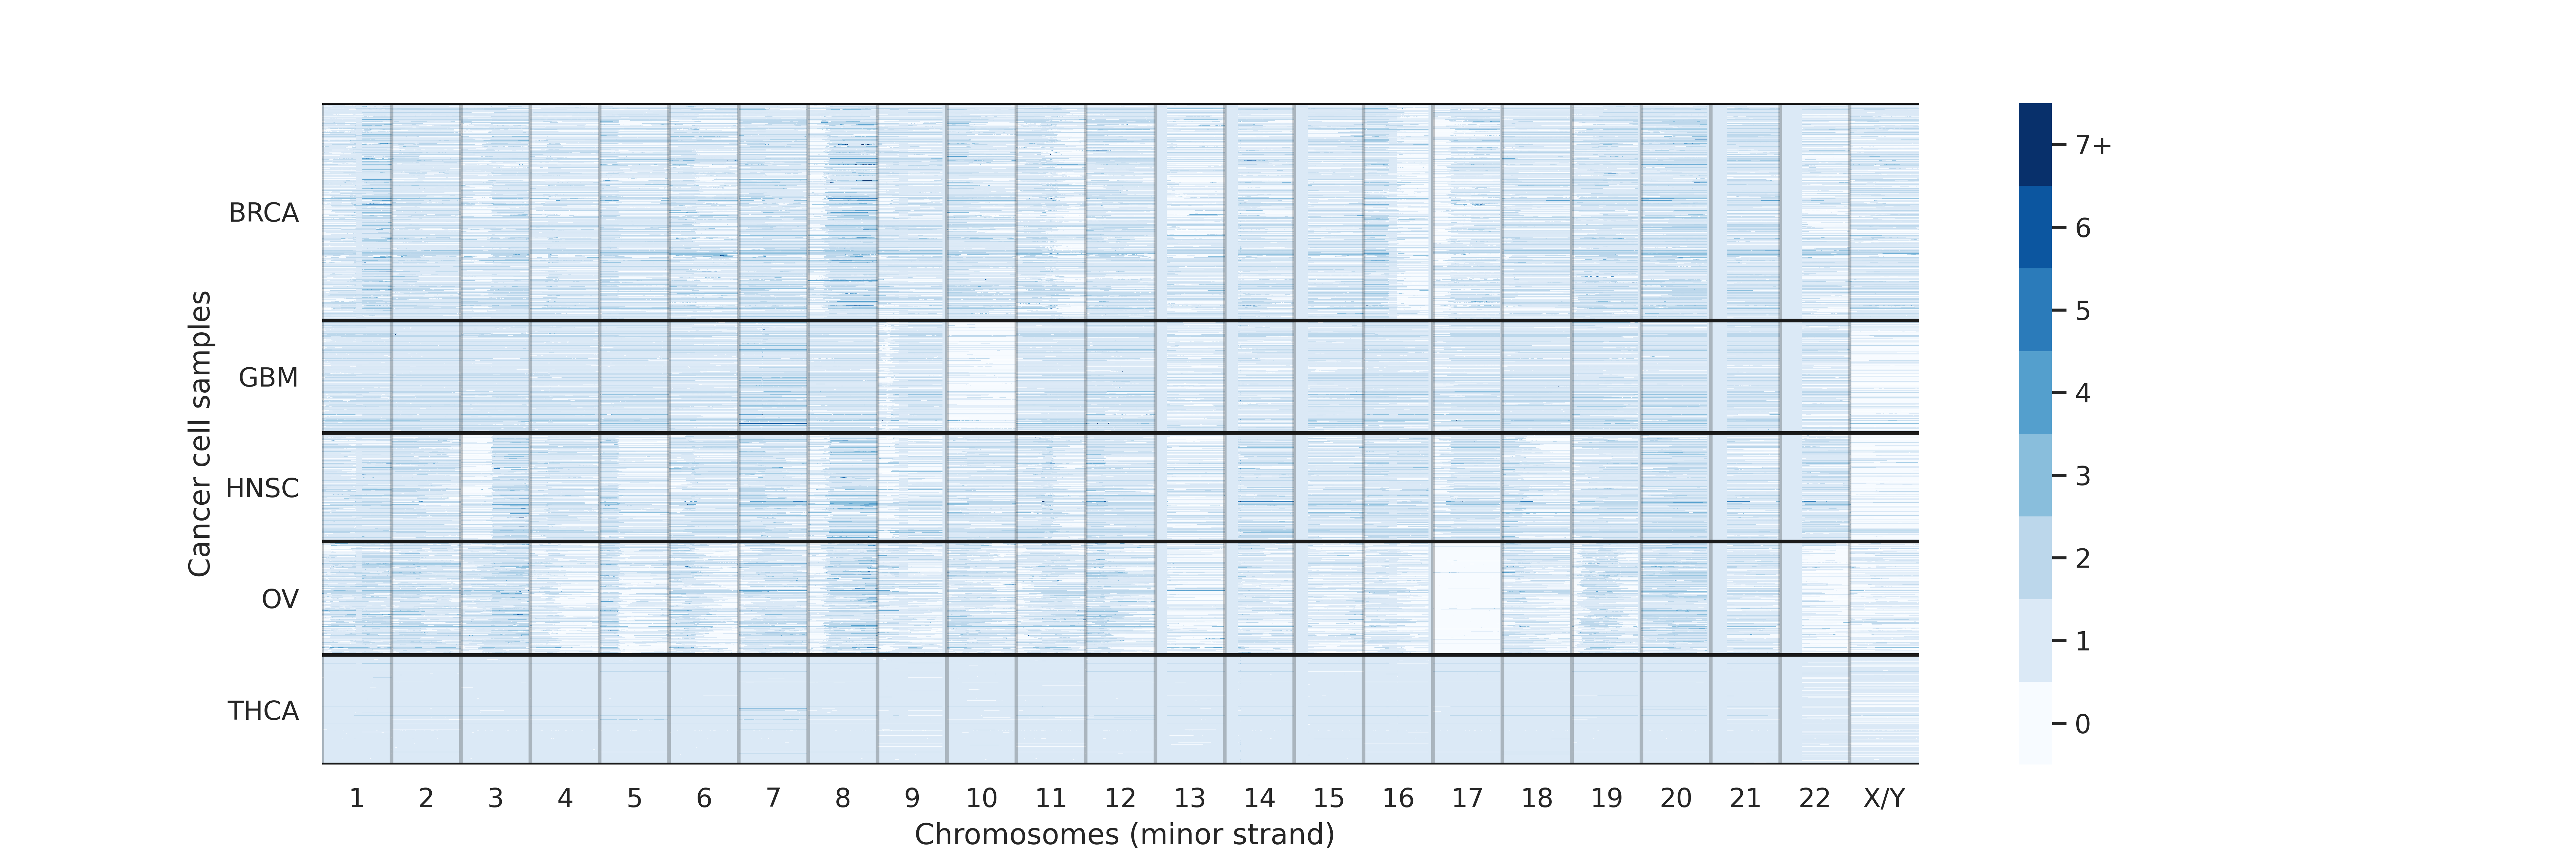 Cancer cell samples
BRCA
GBM
HNSC
OV
THCA
1 2 3 4 5 6 7 8 9 10 11 12 13 14 15 16 17 18 19 20 21 22 X/Y
Chromosomes (minor strand)
7+
6
5
4
3
2
1
0